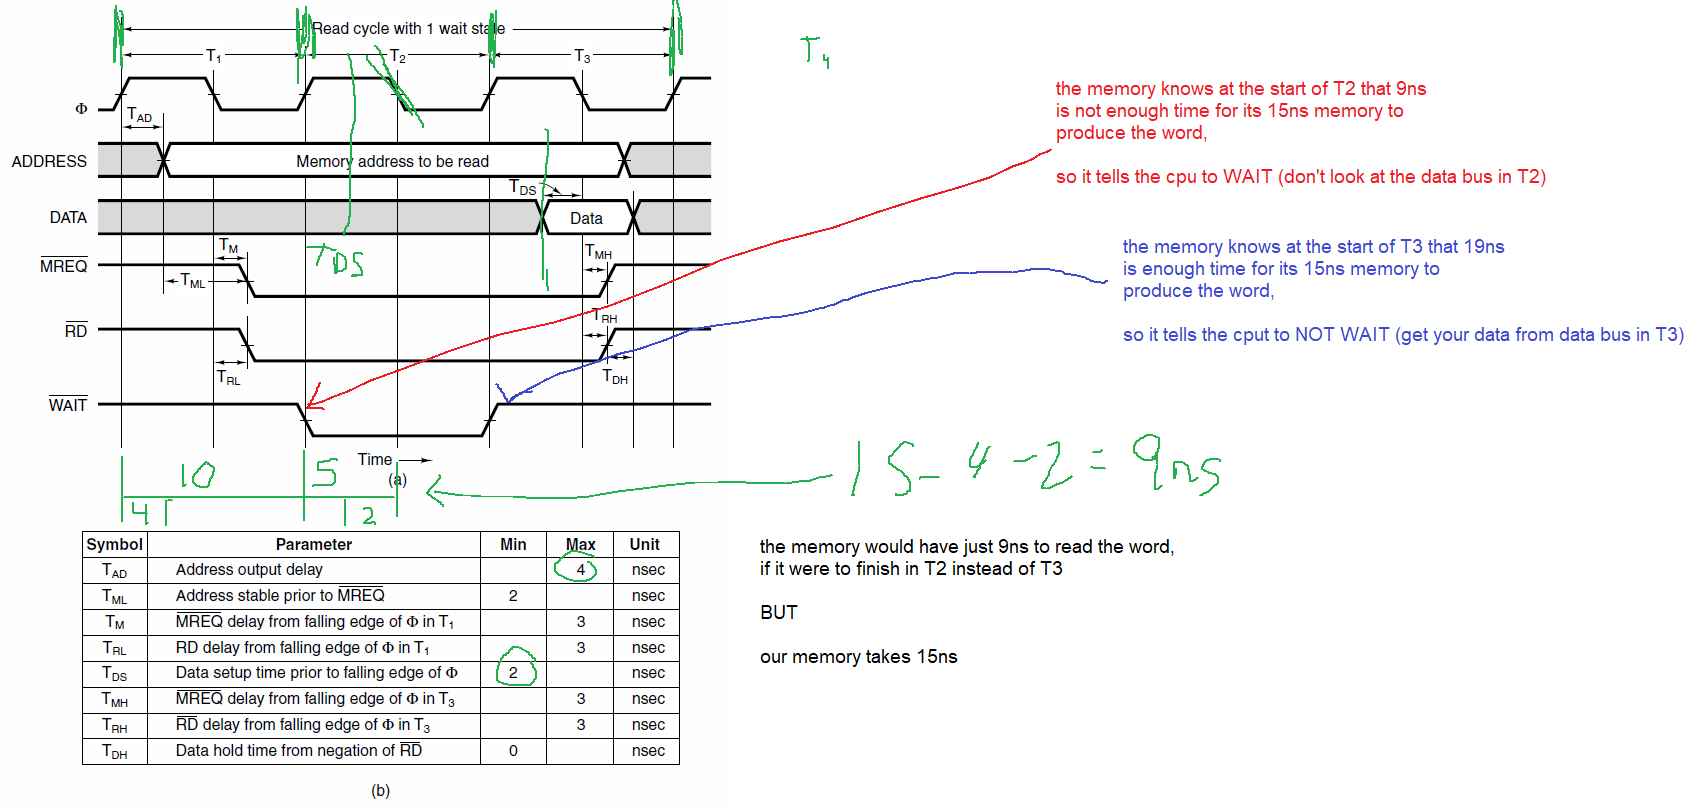 Read cycle with 1 wait state
T1 T2 T3
T4
Φ
TAD
ADDRESS Memory address to be read
TDS
DATA Data
TDS
TM TMH
MREQ
TML
TRH
RD
TRL TDH
WAIT
Time
(a)
10 5
4 2
15 - 4 - 2 = 9ns
the memory knows at the start of T2 that 9ns
is not enough time for its 15ns memory to
produce the word,
so it tells the cpu to WAIT (don't look at the data bus in T2)
the memory knows at the start of T3 that 19ns
is enough time for its 15ns memory to
produce the word,
so it tells the cput to NOT WAIT (get your data from data bus in T3)
the memory would have just 9ns to read the word,
if it were to finish in T2 instead of T3
BUT
our memory takes 15ns
Symbol Parameter Min Max Unit
TAD Address output delay 4 nsec
TML Address stable prior to MREQ 2 nsec
TM MREQ delay from falling edge of Φ in T1 3 nsec
TRL RD delay from falling edge of Φ in T1 3 nsec
TDS Data setup time prior to falling edge of Φ 2 nsec
TMH MREQ delay from falling edge of Φ in T3 3 nsec
TRH RD delay from falling edge of Φ in T3 3 nsec
TDH Data hold time from negation of RD 0 nsec
(b)